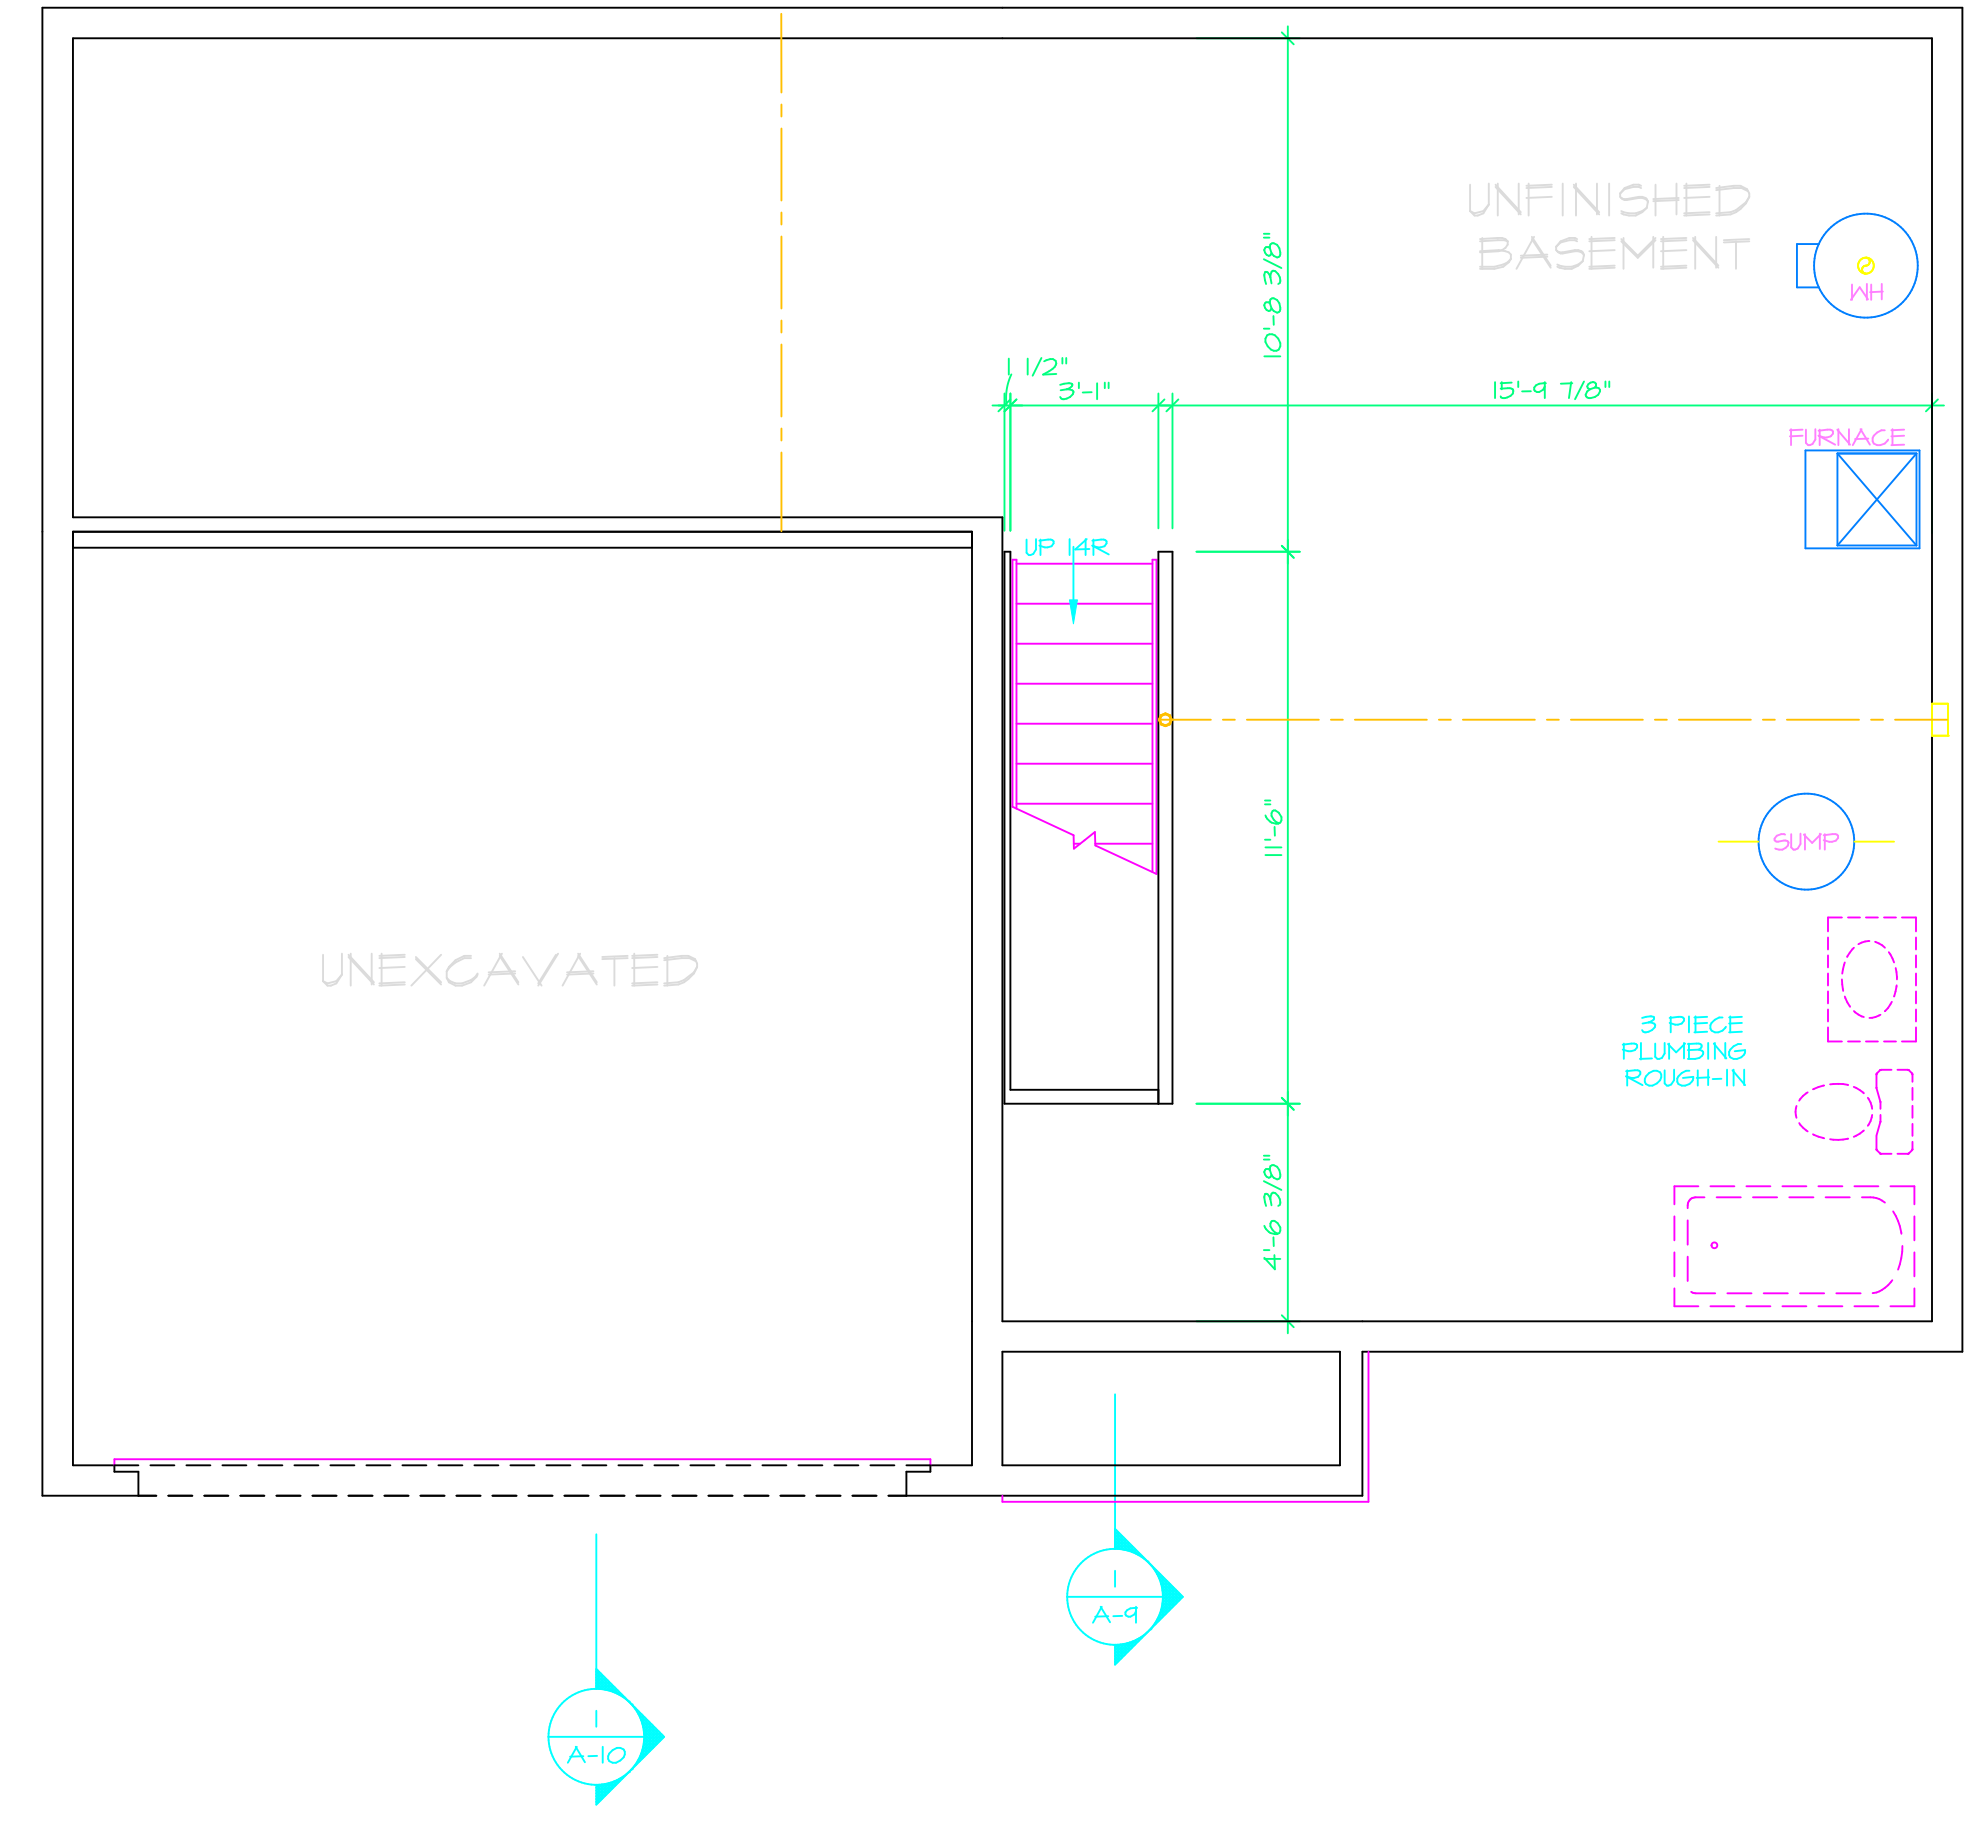 UNFINISHED
BASEMENT
WH
10'-8 3/8"
1 1/2"
3'-1"
15'-9 7/8"
FURNACE
UP 14R
11'-6"
SUMP
UNEXCAVATED
3 PIECE
PLUMBING
ROUGH-IN
4'-6 3/8"
1
A-9
1
A-10